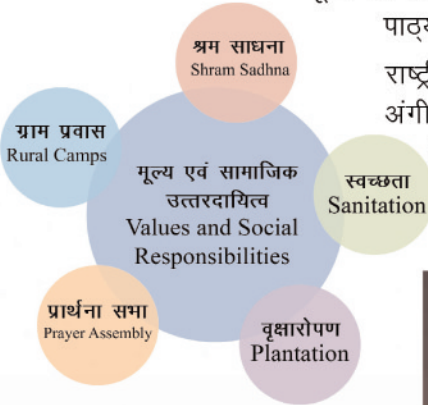 श्रम साधना
Shram Sadhna
पाठ्य
राष्ट्री
अंगी
ग्राम प्रवास
Rural Camps
मूल्य एवं सामाजिक
उत्तरदायित्व
Values and Social
Responsibilities
स्वच्छता
Sanitation
प्रार्थना सभा
Prayer Assembly
वृक्षारोपण
Plantation